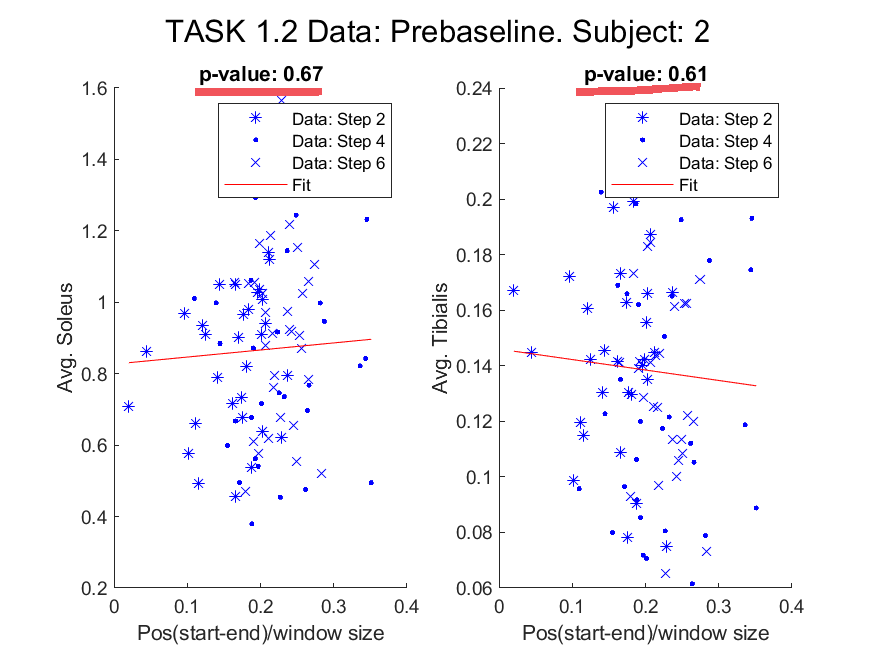 TASK 1.2 Data: Prebaseline. Subject: 2
p-value: 0.67
1.6
1.4
1.2
1
0.8
0.6
0.4
0.2
Avg. Soleus
Data: Step 2
Data: Step 4
Data: Step 6
Fit
0 0.1 0.2 0.3 0.4
Pos(start-end)/window size
p-value: 0.61
0.24
0.22
0.2
0.18
0.16
0.14
0.12
0.1
0.08
0.06
Avg. Tibialis
Data: Step 2
Data: Step 4
Data: Step 6
Fit
0 0.1 0.2 0.3 0.4
Pos(start-end)/window size